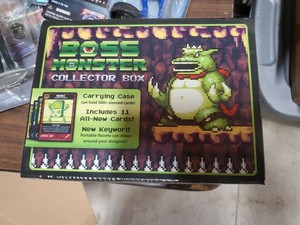 BOSS
MONSTER
COLLECTOR BOX
Carrying Case
can hold 500+ sleeved cards!
Includes 11
All-New Cards!
New Keyword
Portable Rooms can move
around your dungeon!